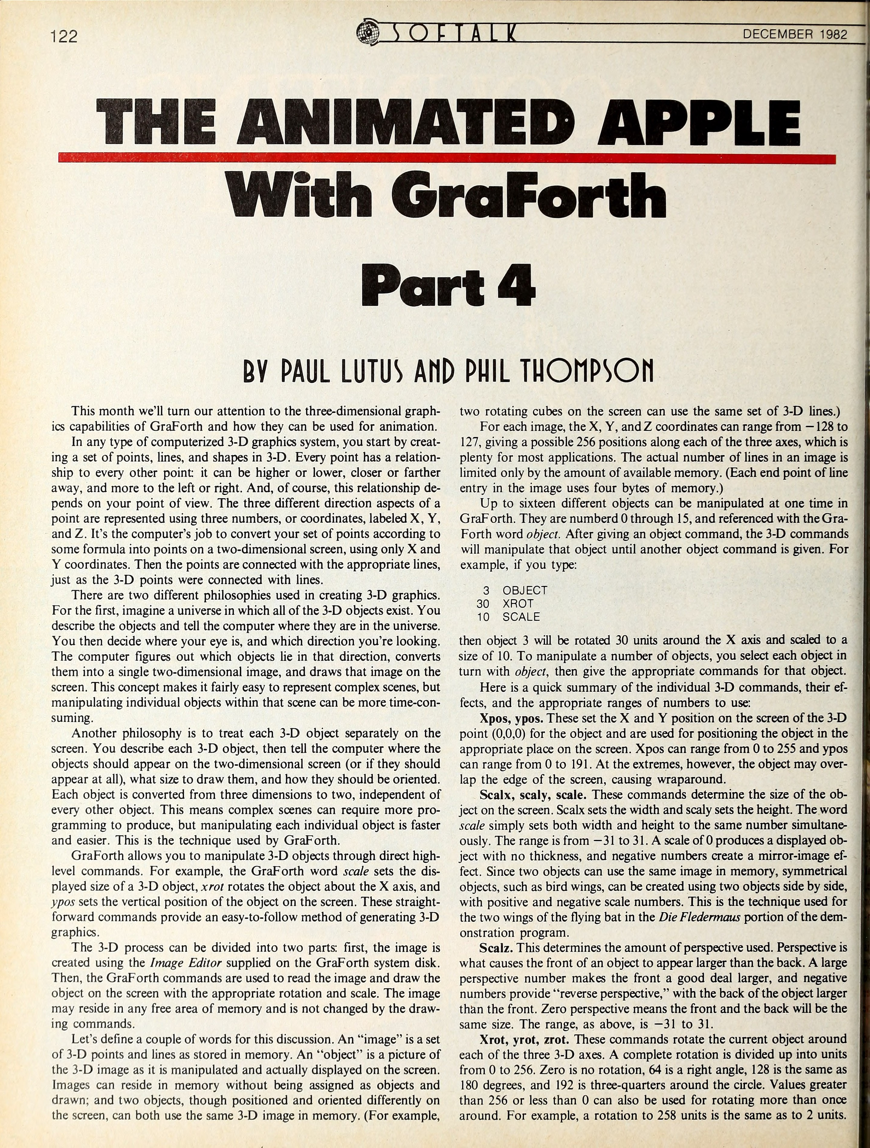 122
SOFTALK
DECEMBER 1982
THE ANIMATED APPLE
With GraForth
Part 4
BY PAUL LUTUS AND PHIL THOMPSON
This month we'll turn our attention to the three-dimensional graph-
ics capabilities of GraForth and how they can be used for animation.
In any type of computerized 3-D graphics system, you start by creat-
ing a set of points, lines, and shapes in 3-D. Every point has a relation-
ship to every other point: it can be higher or lower, closer or farther
away, and more to the left or right. And, of course, this relationship de-
pends on your point of view. The three different direction aspects of a
point are represented using three numbers, or coordinates, labeled X, Y,
and Z. It's the computer's job to convert your set of points according to
some formula into points on a two-dimensional screen, using only X and
Y coordinates. Then the points are connected with the appropriate lines,
just as the 3-D points were connected with lines.
There are two different philosophies used in creating 3-D graphics.
For the first, imagine a universe in which all of the 3-D objects exist. You
describe the objects and tell the computer where they are in the universe.
You then decide where your eye is, and which direction you're looking.
The computer figures out which objects lie in that direction, converts
them into a single two-dimensional image, and draws that image on the
screen. This concept makes it fairly easy to represent complex scenes, but
manipulating individual objects within that scene can be more time-con-
suming.
Another philosophy is to treat each 3-D object separately on the
screen. You describe each 3-D object, then tell the computer where the
objects should appear on the two-dimensional screen (or if they should
appear at all), what size to draw them, and how they should be oriented.
Each object is converted from three dimensions to two, independent of
every other object. This means complex scenes can require more pro-
gramming to produce, but manipulating each individual object is faster
and easier. This is the technique used by GraForth.
GraForth allows you to manipulate 3-D objects through direct high-
level commands. For example, the GraForth word scale sets the dis-
played size of a 3-D object, xrot rotates the object about the X axis, and
ypos sets the vertical position of the object on the screen. These straight-
forward commands provide an easy-to-follow method of generating 3-D
graphics.
The 3-D process can be divided into two parts: first, the image is
created using the Image Editor supplied on the GraForth system disk.
Then, the GraForth commands are used to read the image and draw the
object on the screen with the appropriate rotation and scale. The image
may reside in any free area of memory and is not changed by the draw-
ing commands.
Let's define a couple of words for this discussion. An "image" is a set
of 3-D points and lines as stored in memory. An "object" is a picture of
the 3-D image as it is manipulated and actually displayed on the screen.
Images can reside in memory without being assigned as objects and
drawn; and two objects, though positioned and oriented differently on
the screen, can both use the same 3-D image in memory. (For example,
two rotating cubes on the screen can use the same set of 3-D lines.)
For each image, the X, Y, and Z coordinates can range from −128 to
127, giving a possible 256 positions along each of the three axes, which is
plenty for most applications. The actual number of lines in an image is
limited only by the amount of available memory. (Each end point of line
entry in the image uses four bytes of memory.)
Up to sixteen different objects can be manipulated at one time in
GraForth. They are numberd 0 through 15, and referenced with the Gra-
Forth word object. After giving an object command, the 3-D commands
will manipulate that object until another object command is given. For
example, if you type:
3 OBJECT
30 XROT
10 SCALE
then object 3 will be rotated 30 units around the X axis and scaled to a
size of 10. To manipulate a number of objects, you select each object in
turn with object, then give the appropriate commands for that object.
Here is a quick summary of the individual 3-D commands, their ef-
fects, and the appropriate ranges of numbers to use:
Xpos, ypos. These set the X and Y position on the screen of the 3-D
point (0,0,0) for the object and are used for positioning the object in the
appropriate place on the screen. Xpos can range from 0 to 255 and ypos
can range from 0 to 191. At the extremes, however, the object may over-
lap the edge of the screen, causing wraparound.
Scalx, scaly, scale. These commands determine the size of the ob-
ject on the screen. Scalx sets the width and scaly sets the height. The word
scale simply sets both width and height to the same number simultane-
ously. The range is from −31 to 31. A scale of 0 produces a displayed ob-
ject with no thickness, and negative numbers create a mirror-image ef-
fect. Since two objects can use the same image in memory, symmetrical
objects, such as bird wings, can be created using two objects side by side,
with positive and negative scale numbers. This is the technique used for
the two wings of the flying bat in the Die Fledermaus portion of the dem-
onstration program.
Scalz. This determines the amount of perspective used. Perspective is
what causes the front of an object to appear larger than the back. A large
perspective number makes the front a good deal larger, and negative
numbers provide "reverse perspective," with the back of the object larger
than the front. Zero perspective means the front and the back will be the
same size. The range, as above, is −31 to 31.
Xrot, yrot, zrot. These commands rotate the current object around
each of the three 3-D axes. A complete rotation is divided up into units
from 0 to 256. Zero is no rotation, 64 is a right angle, 128 is the same as
180 degrees, and 192 is three-quarters around the circle. Values greater
than 256 or less than 0 can also be used for rotating more than once
around. For example, a rotation to 258 units is the same as to 2 units.